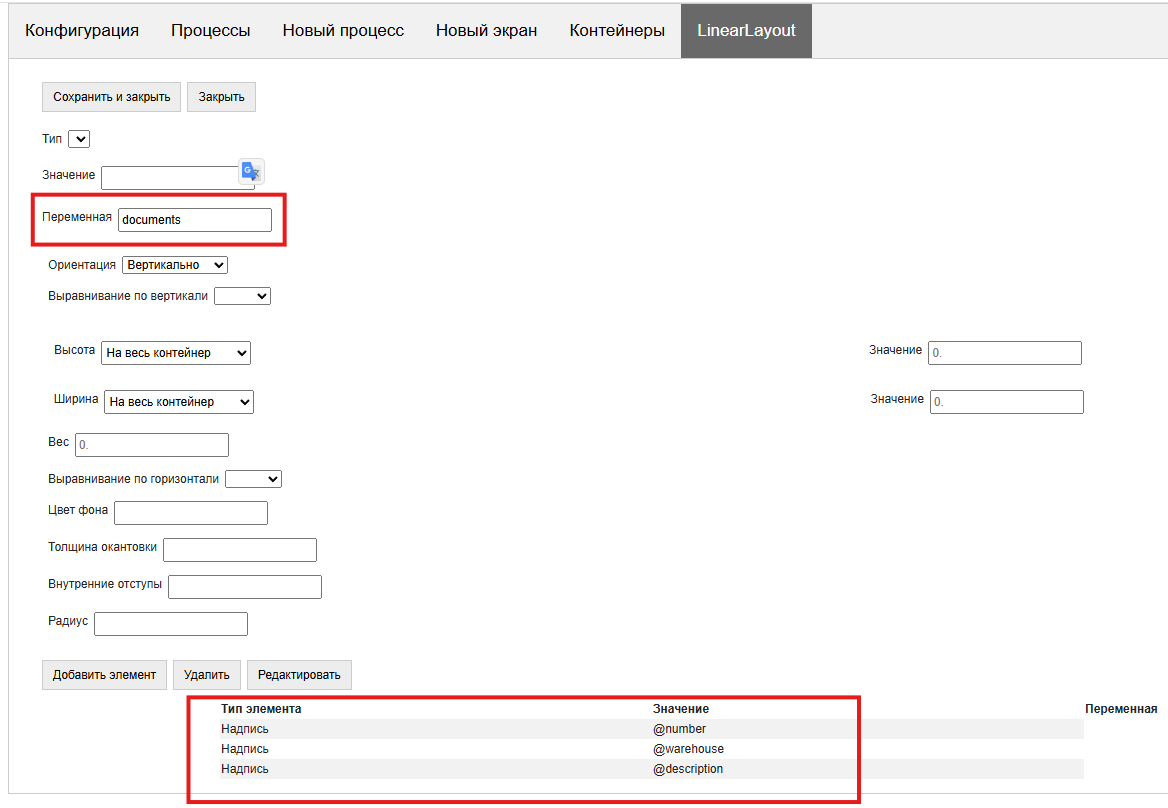 Конфигурация Процессы Новый процесс Новый экран Контейнеры LinearLayout
Сохранить и закрыть Закрыть
Тип
Значение
Переменная documents
Ориентация Вертикально
Выравнивание по вертикали
Высота На весь контейнер Значение 0.
Ширина На весь контейнер Значение 0.
Вес 0.
Выравнивание по горизонтали
Цвет фона
Толщина окантовки
Внутренние отступы
Радиус
Добавить элемент Удалить Редактировать
Тип элемента Значение Переменная
Надпись @number
Надпись @warehouse
Надпись @description